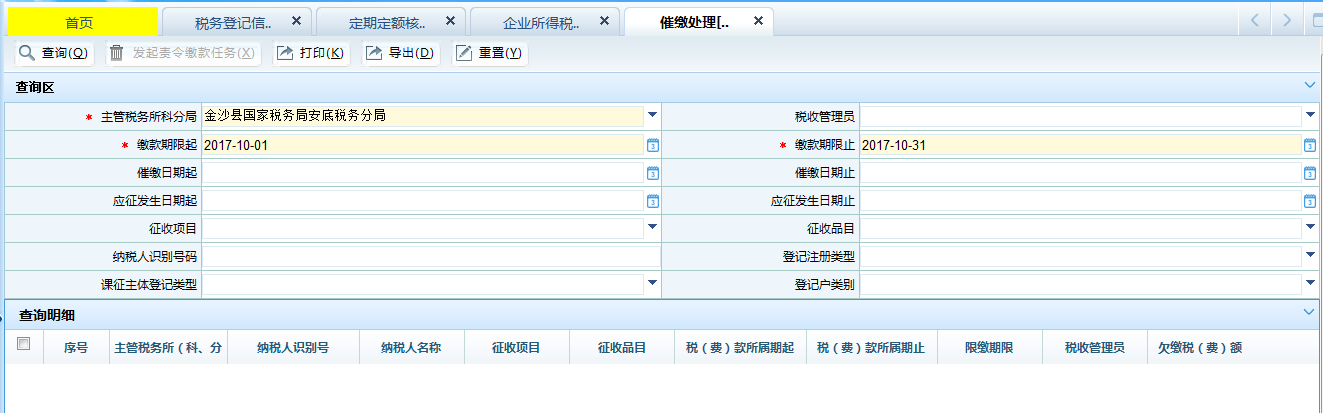 首页 税务登记信.. 定期定额核.. 企业所得税.. 催缴处理[..
查询(Q) 发起责令缴款任务(X) 打印(K) 导出(D) 重置(Y)
查询区
* 主管税务所科分局 金沙县国家税务局安底税务分局 税收管理员
* 缴款期限起 2017-10-01 * 缴款期限止 2017-10-31
催缴日期起 催缴日期止
应征发生日期起 应征发生日期止
征收项目 征收品目
纳税人识别号码 登记注册类型
课征主体登记类型 登记户类别
查询明细
序号 主管税务所（科、分 纳税人识别号 纳税人名称 征收项目 征收品目 税（费）款所属期起 税（费）款所属期止 限缴期限 税收管理员 欠缴税（费）额